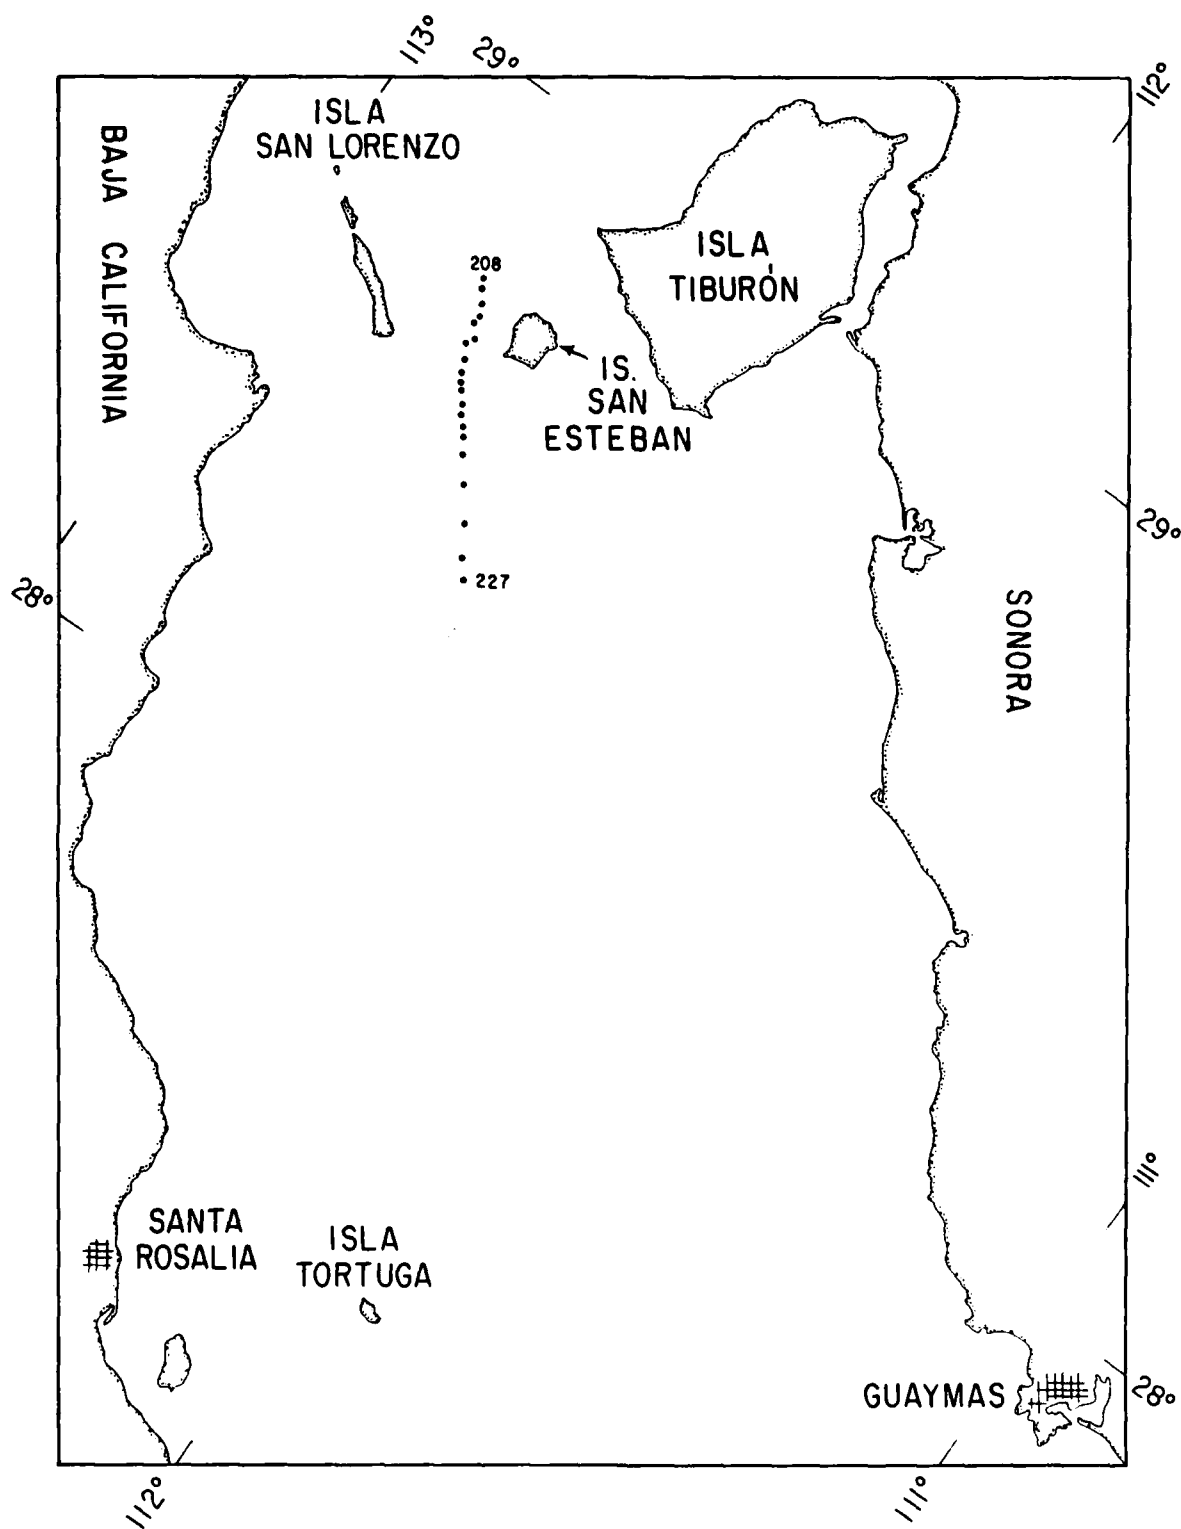 113°
29°
112°
ISLA
SAN LORENZO
BAJA CALIFORNIA
ISLA
TIBURÓN
208
IS.
SAN
ESTEBAN
29°
227
28°
SONORA
111°
SANTA
ROSALIA
ISLA
TORTUGA
GUAYMAS
28°
112°
111°